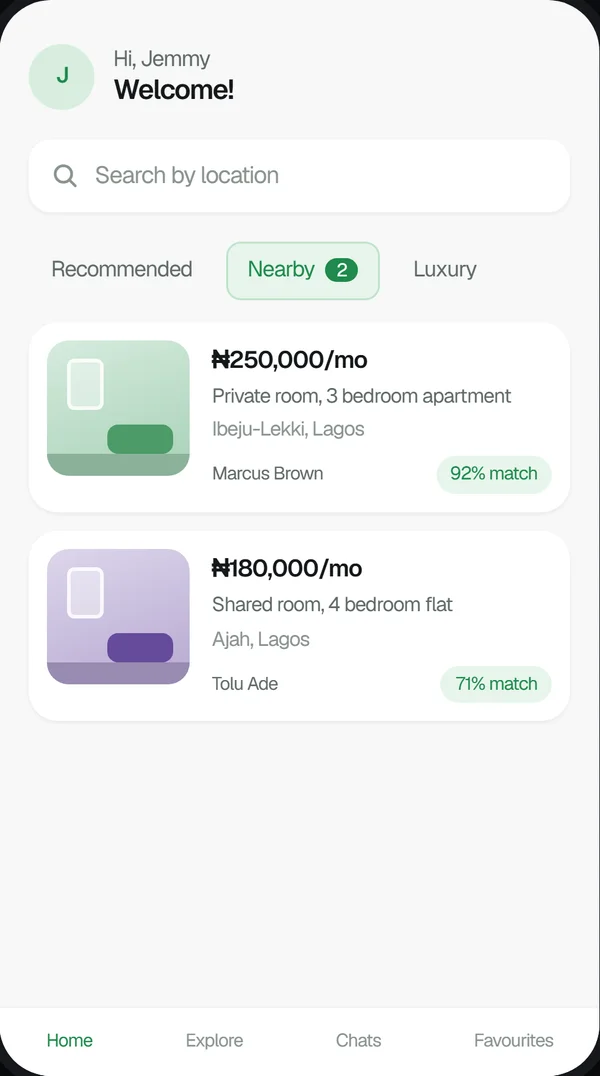 J
Hi, Jemmy
Welcome!
Search by location
Recommended
Nearby 2
Luxury
₦250,000/mo
Private room, 3 bedroom apartment
Ibeju-Lekki, Lagos
Marcus Brown
92% match
₦180,000/mo
Shared room, 4 bedroom flat
Ajah, Lagos
Tolu Ade
71% match
Home
Explore
Chats
Favourites